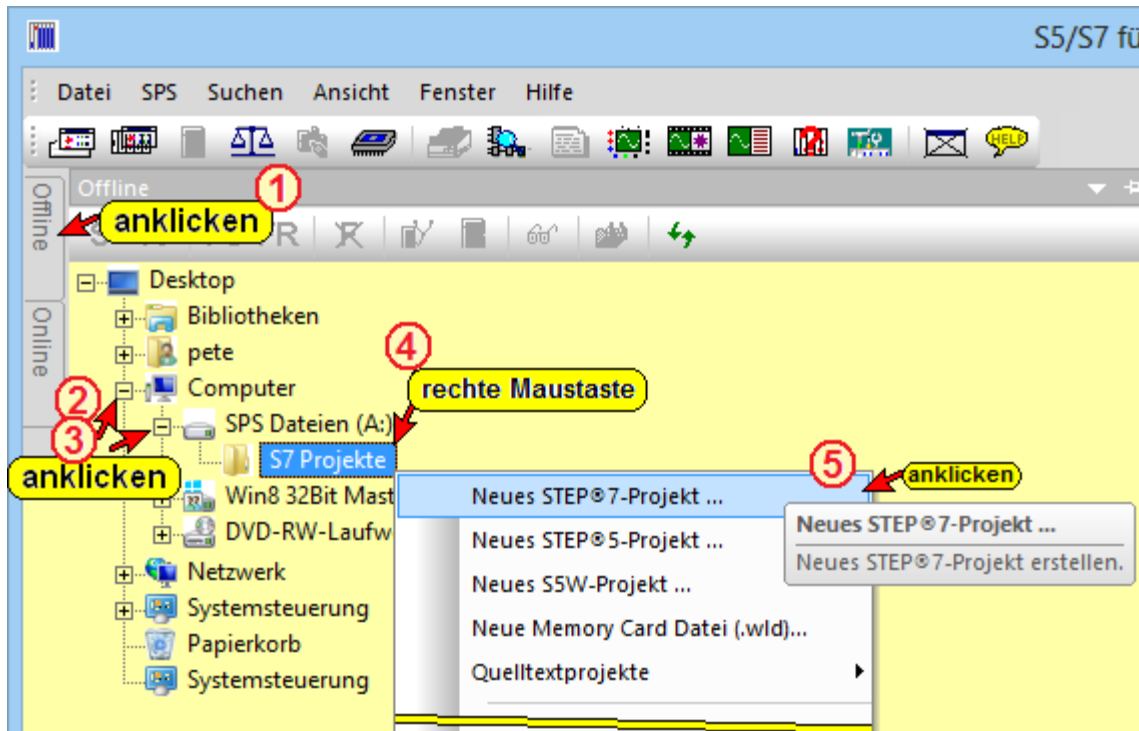 S5/S7 fü
Datei SPS Suchen Ansicht Fenster Hilfe
HELP
Offline
Offline
1
anklicken
R
Desktop
Bibliotheken
Online
4
pete
rechte Maustaste
Computer
2
SPS Dateien (A:)
3
S7 Projekte
anklicken
5
anklicken
Win8 32Bit Mast
Neues STEP®7-Projekt ...
DVD-RW-Laufw
Neues STEP®5-Projekt ...
Neues STEP®7-Projekt ...
Neues STEP®7-Projekt erstellen.
Netzwerk
Neues S5W-Projekt ...
Systemsteuerung
Neue Memory Card Datei (.wld)...
Papierkorb
Quelltextprojekte
Systemsteuerung